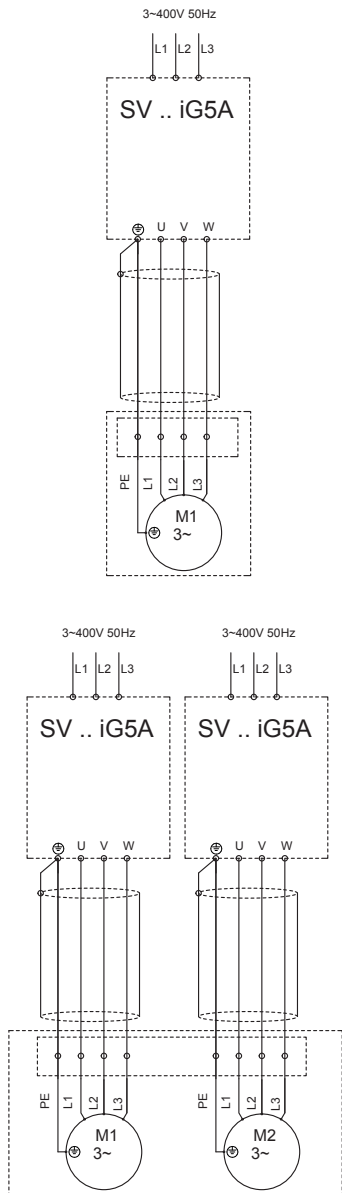 3~400V 50Hz
L1 L2 L3
SV .. iG5A
U V W
PE L1 L2 L3
M1
3~
3~400V 50Hz 3~400V 50Hz
L1 L2 L3 L1 L2 L3
SV .. iG5A SV .. iG5A
U V W U V W
PE L1 L2 L3 PE L1 L2 L3
M1 M2
3~ 3~